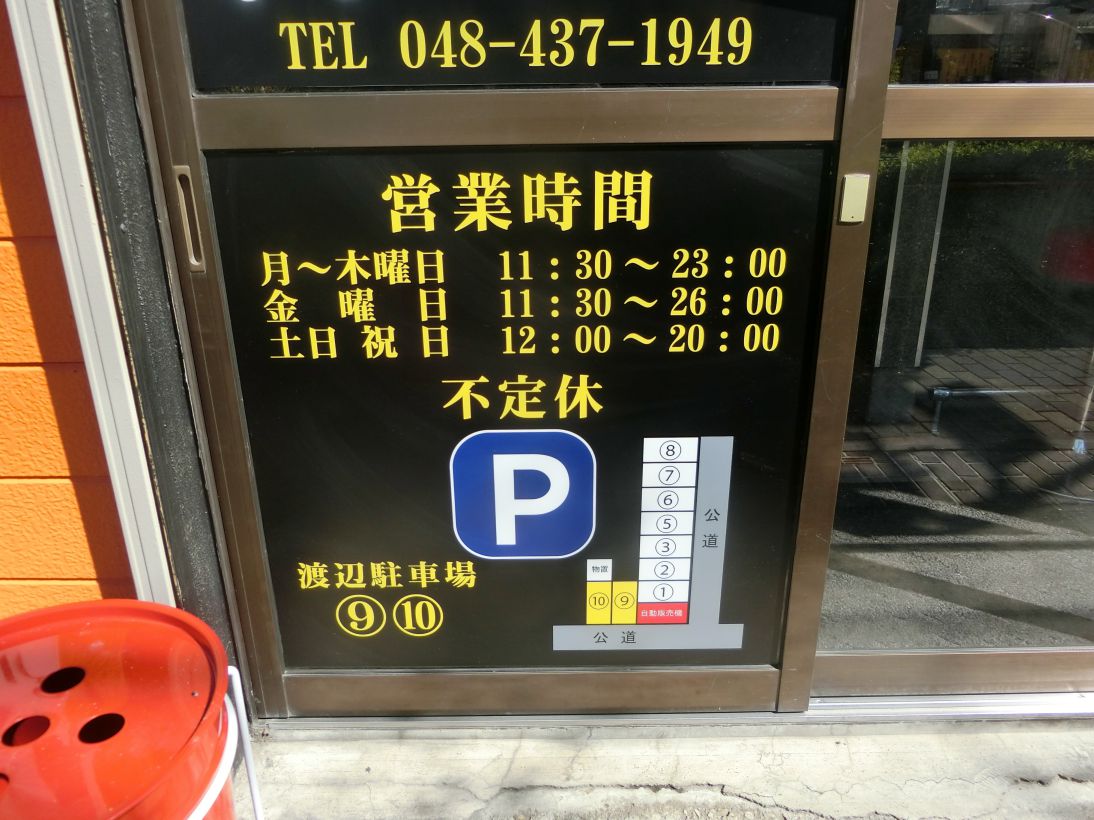 TEL 048-437-1949
営業時間
月～木曜日 11:30～23:00
金曜日 11:30～26:00
土日祝日 12:00～20:00
不定休
P
渡辺駐車場
⑨⑩
⑧
⑦
⑥
⑤
③
②
①
自動販売機
物置
⑩⑨
公道
公道